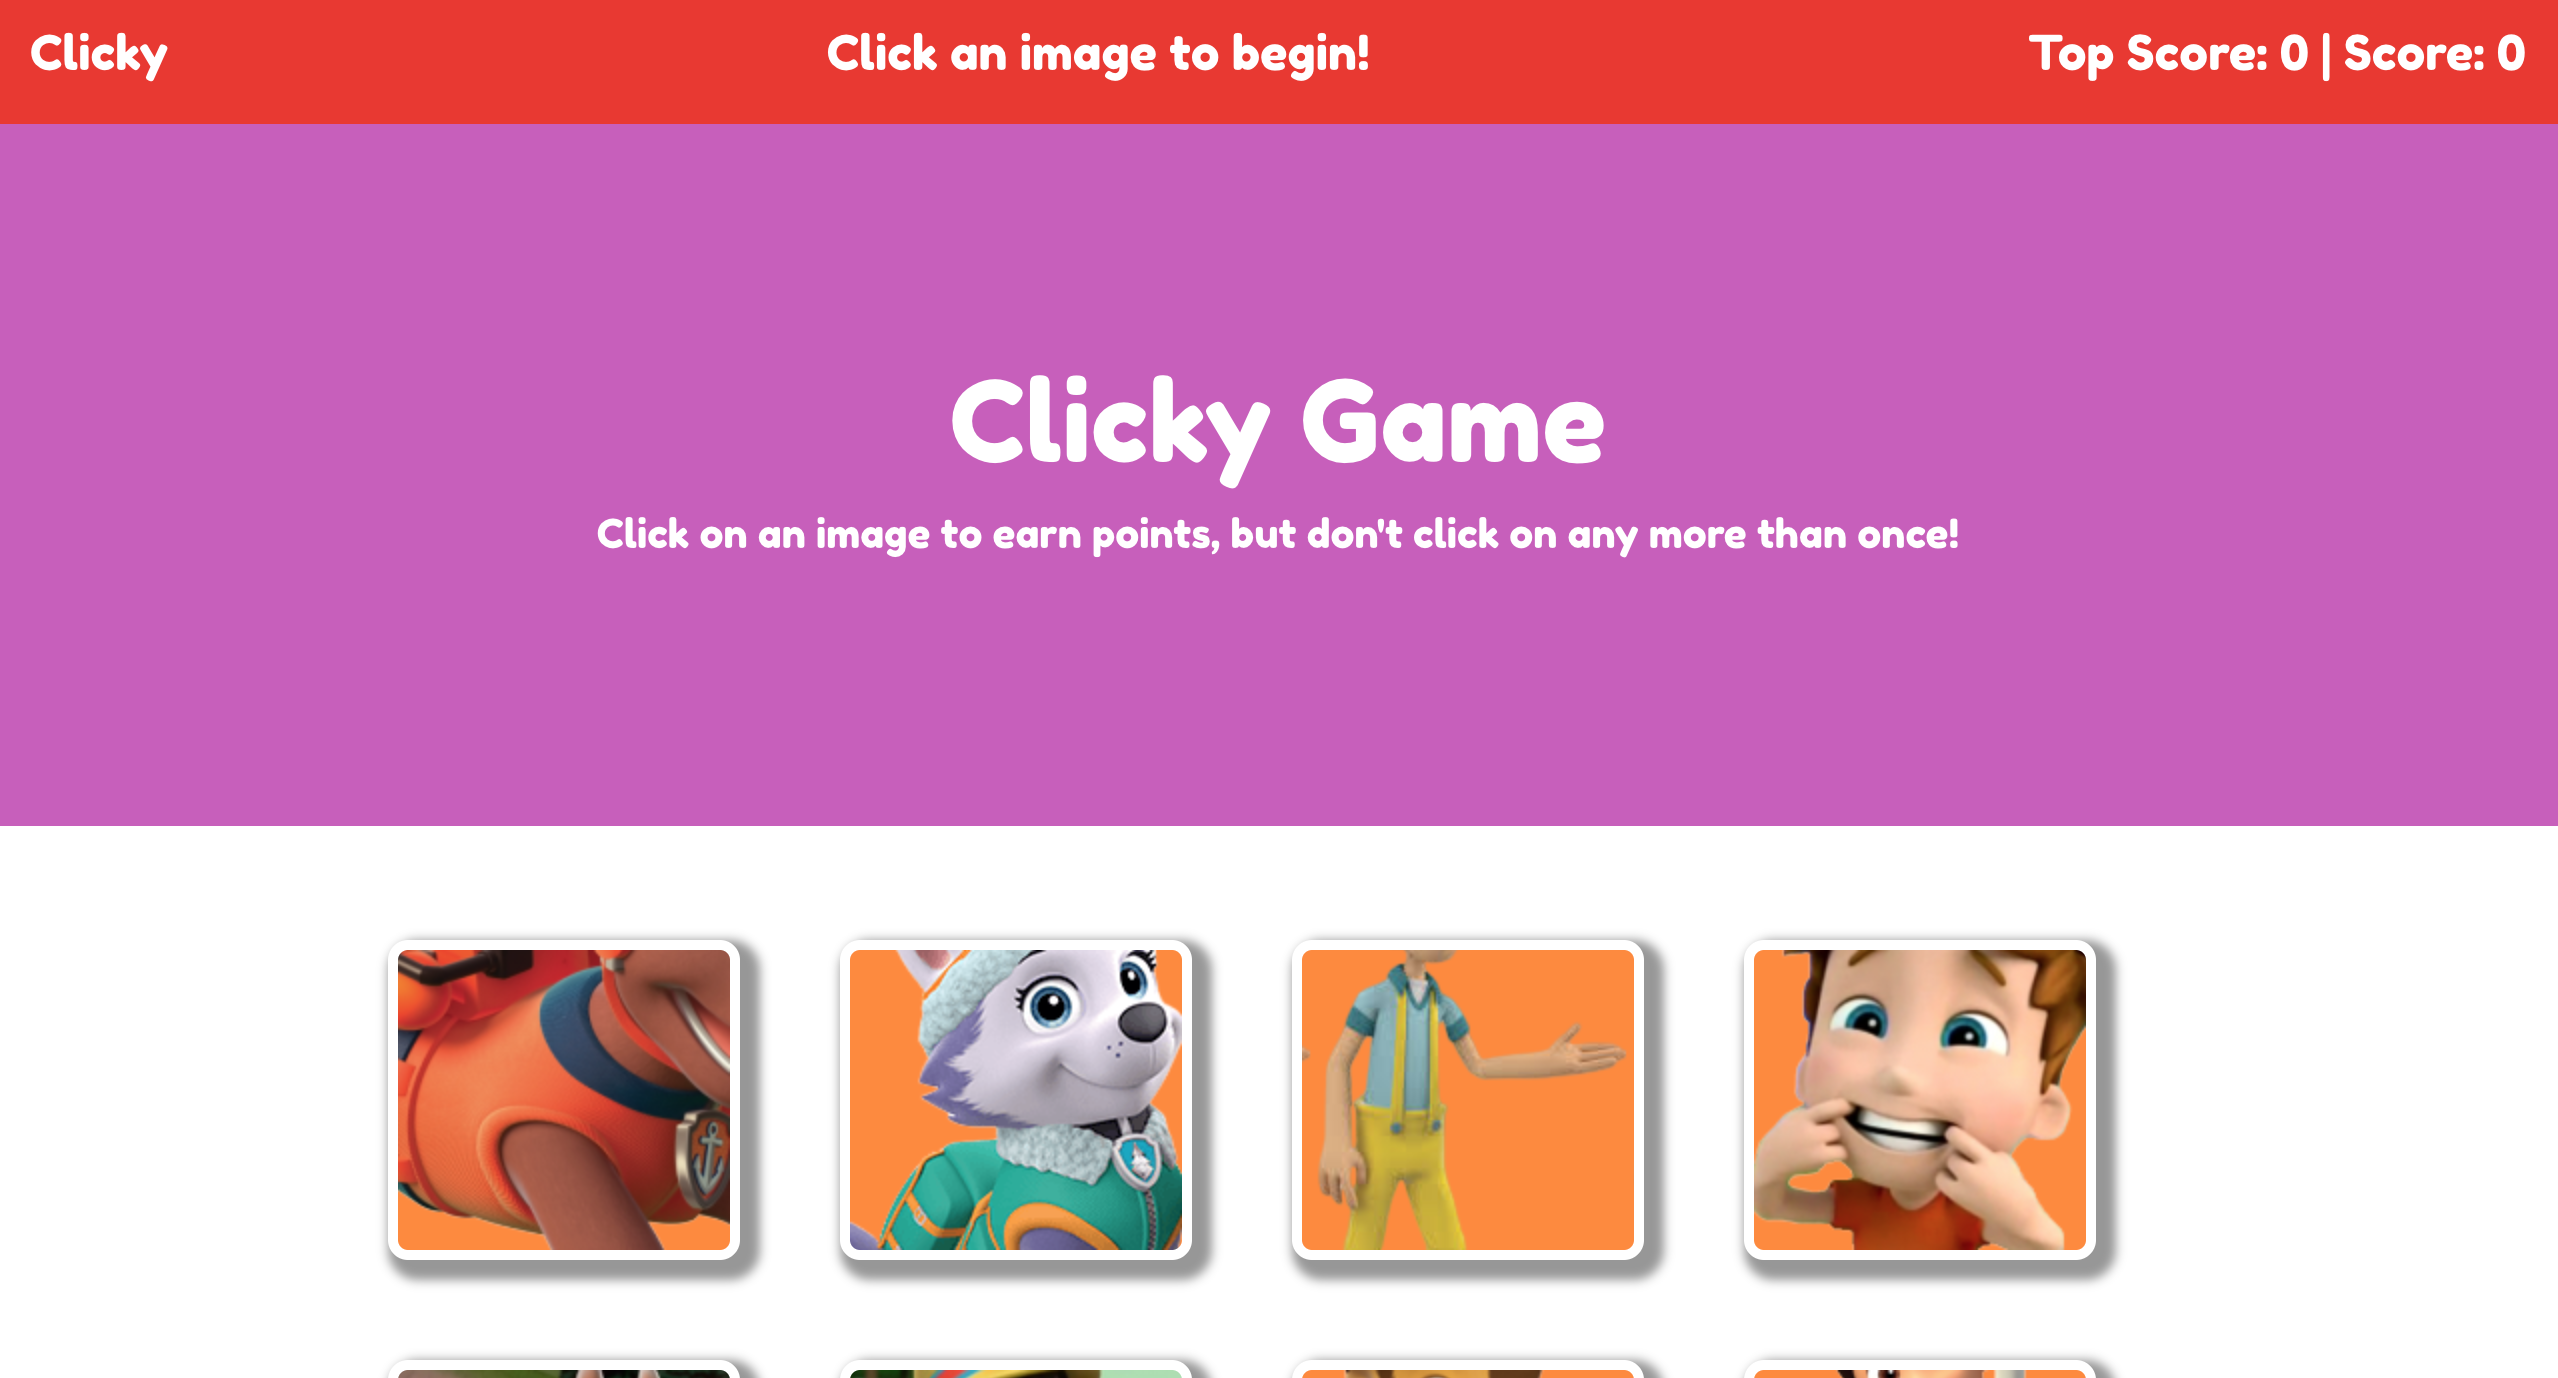 Clicky
Click an image to begin!
Top Score: 0 | Score: 0
Clicky Game
Click on an image to earn points, but don't click on any more than once!